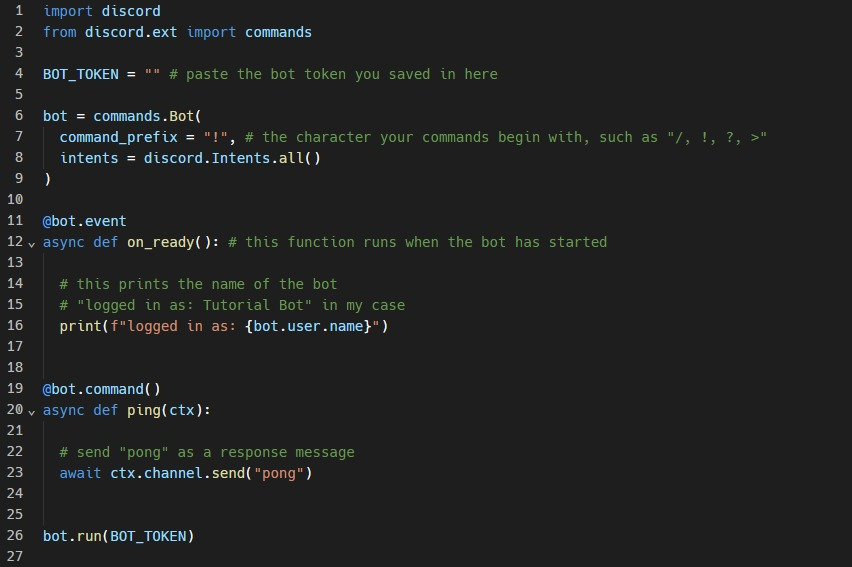 1 import discord
2 from discord.ext import commands
3
4 BOT_TOKEN = "" # paste the bot token you saved in here
5
6 bot = commands.Bot(
7   command_prefix = "!", # the character your commands begin with, such as "/, !, ?, >"
8   intents = discord.Intents.all()
9 )
10
11 @bot.event
12 async def on_ready(): # this function runs when the bot has started
13
14   # this prints the name of the bot
15   # "logged in as: Tutorial Bot" in my case
16   print(f"logged in as: {bot.user.name}")
17
18
19 @bot.command()
20 async def ping(ctx):
21
22   # send "pong" as a response message
23   await ctx.channel.send("pong")
24
25
26 bot.run(BOT_TOKEN)
27